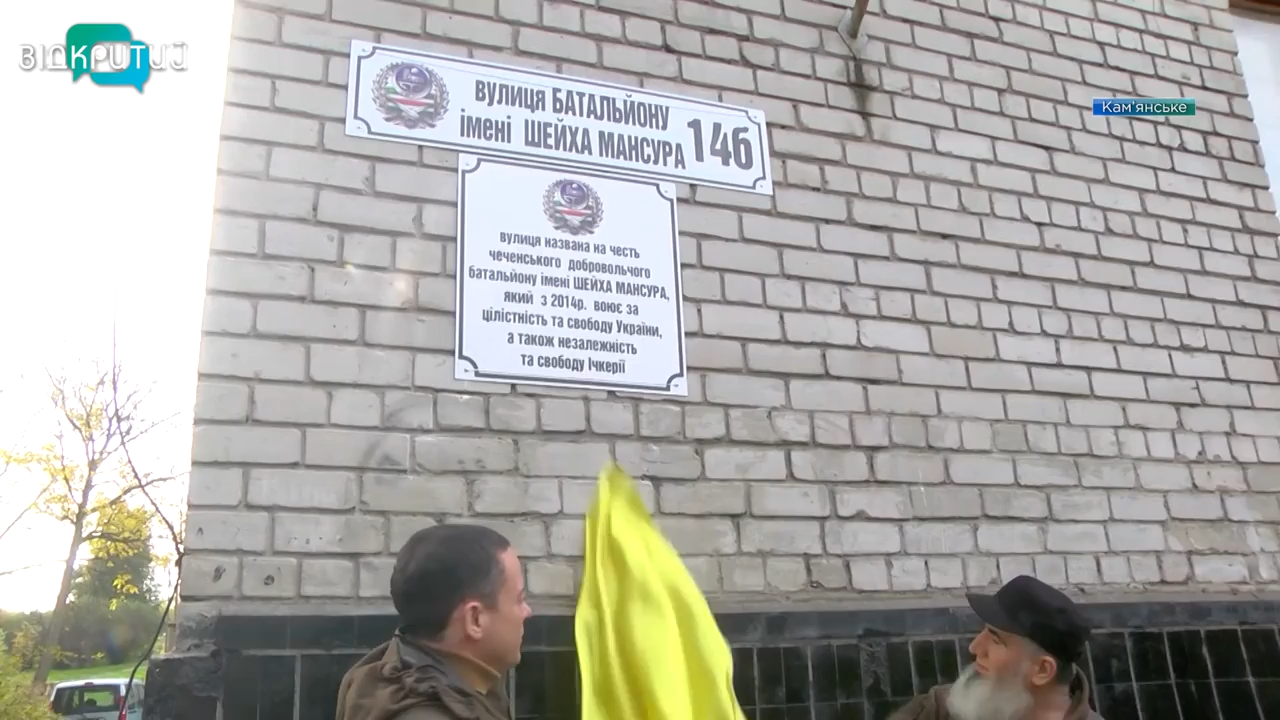 ВІДКРИТИЙ
Кам'янське
вулиця БАТАЛЬЙОНУ
імені ШЕЙХА МАНСУРА 14б
вулиця названа на честь
чеченського добровольчого
батальйону імені ШЕЙХА МАНСУРА,
який з 2014р. воює за
цілістність та свободу України,
а також незалежність
та свободу Ічкерії